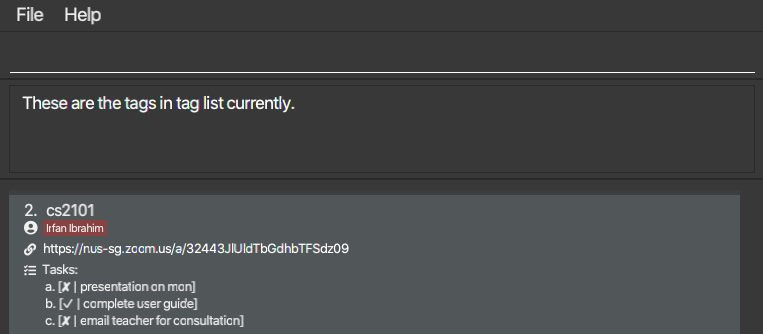 File Help
These are the tags in tag list currently.
2. cs2101
Irfan Ibrahim
https://nus-sg.zoom.us/a/32443JlUldTbGdhbTFSdz09
Tasks:
a. [✗ | presentation on mon]
b. [✓ | complete user guide]
c. [✗ | email teacher for consultation]